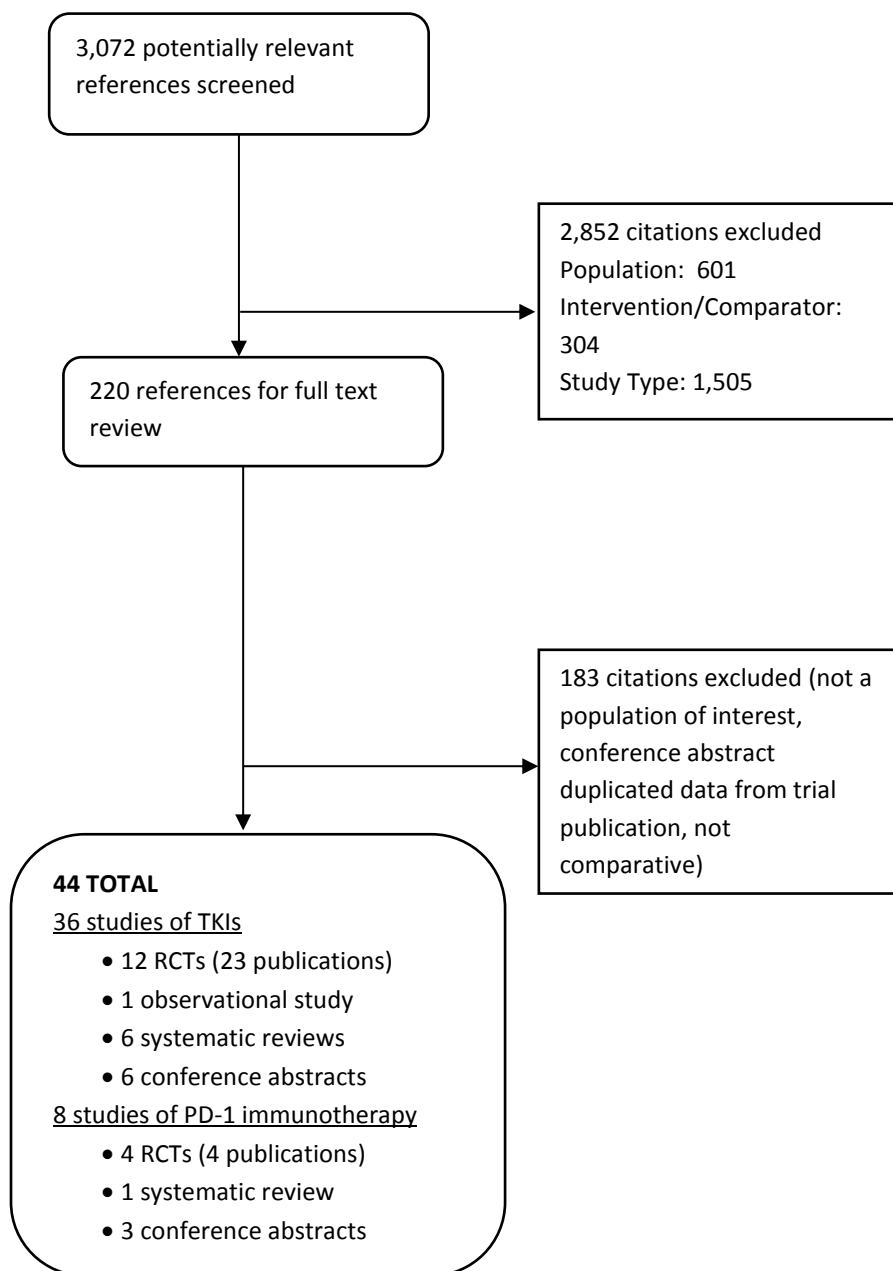 3,072 potentially relevant
references screened
2,852 citations excluded
Population:  601
Intervention/Comparator:
304
Study Type: 1,505
220 references for full text
review
183 citations excluded (not a
population of interest,
conference abstract
duplicated data from trial
publication, not
comparative)
44 TOTAL
36 studies of TKIs
• 12 RCTs (23 publications)
• 1 observational study
• 6 systematic reviews
• 6 conference abstracts
8 studies of PD-1 immunotherapy
• 4 RCTs (4 publications)
• 1 systematic review
• 3 conference abstracts